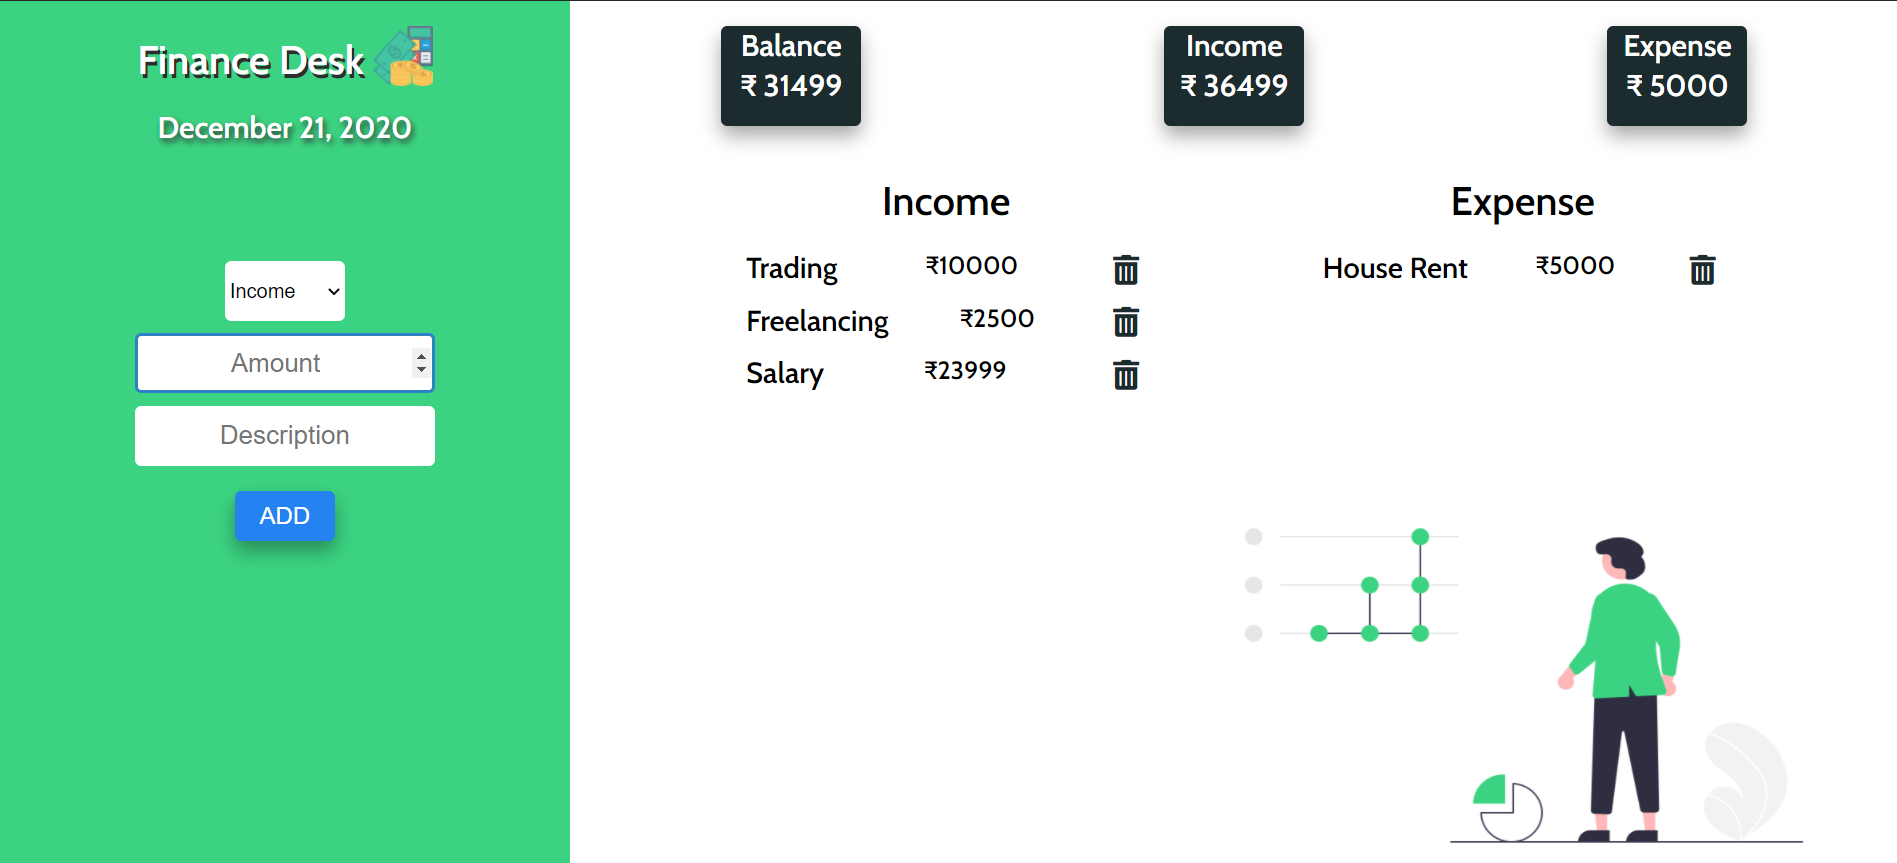 Finance Desk
December 21, 2020
Income
Amount
Description
ADD
Balance
₹ 31499
Income
₹ 36499
Expense
₹ 5000
Income
Trading ₹10000
Freelancing ₹2500
Salary ₹23999
Expense
House Rent ₹5000